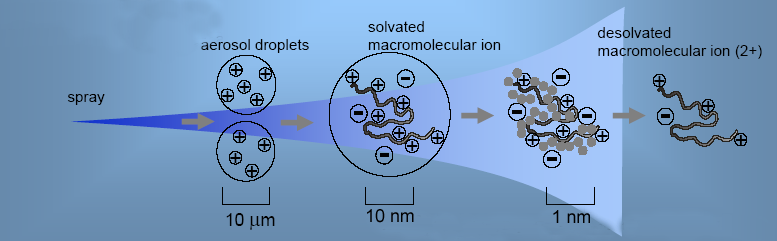 spray
aerosol droplets
solvated
macromolecular ion
desolvated
macromolecular ion (2+)
10 μm
10 nm
1 nm